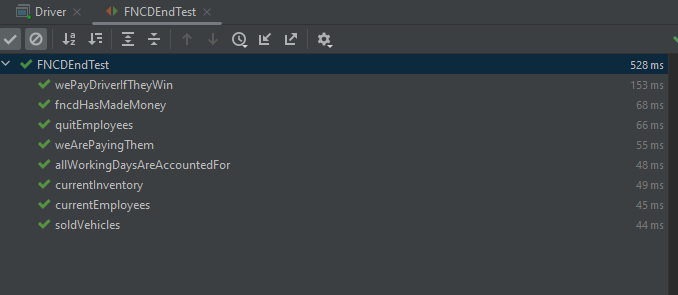 Driver FNCDEndTest
FNCDEndTest 528 ms
wePayDriverIfTheyWin 153 ms
fncdHasMadeMoney 68 ms
quitEmployees 66 ms
weArePayingThem 55 ms
allWorkingDaysAreAccountedFor 48 ms
currentInventory 49 ms
currentEmployees 45 ms
soldVehicles 44 ms